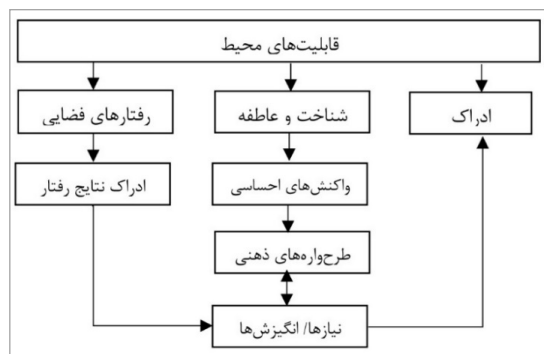 قابلیت‌های محیط
ادراک
شناخت و عاطفه
رفتارهای فضایی
واکنش‌های احساسی
ادراک نتایج رفتار
طرح‌واره‌های ذهنی
نیازها/ انگیزش‌ها